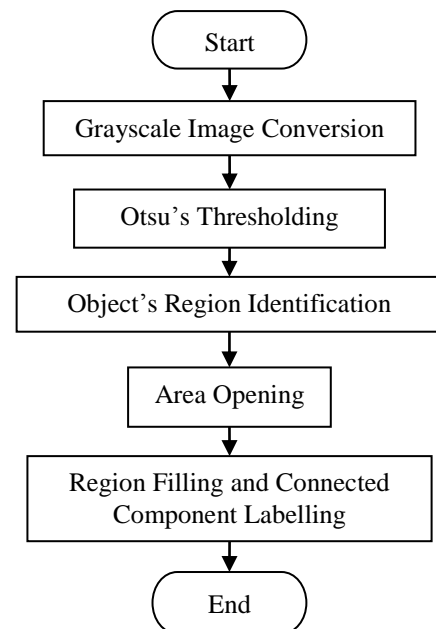 Start
Grayscale Image Conversion
Otsu’s Thresholding
Object’s Region Identification
Area Opening
Region Filling and Connected
Component Labelling
End